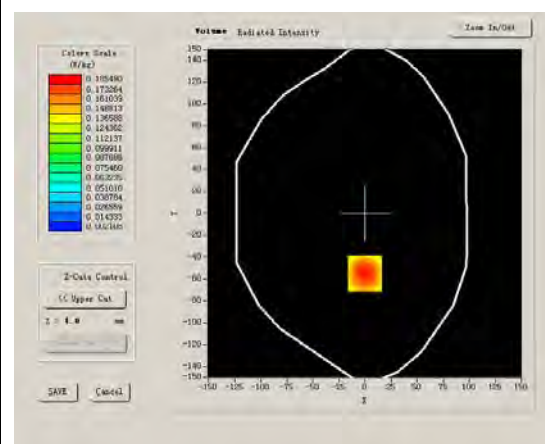 Volume Radiated Intensity
Zoom In/Out
Colors Scale
(W/kg)
0.185490
0.173264
0.161039
0.148813
0.136588
0.124362
0.112137
0.099911
0.087686
0.075460
0.063235
0.051010
0.038784
0.026559
0.014333
Z-Cuts Control
<< Upper Cut
mm
SAVE
Cancel
150
140
120
100
80
60
40
20
0
-20
-40
-60
-80
-100
-120
-140
-150
Y
-150 -125 -100 -75 -50 -25 0 25 50 75 100 125 150
X